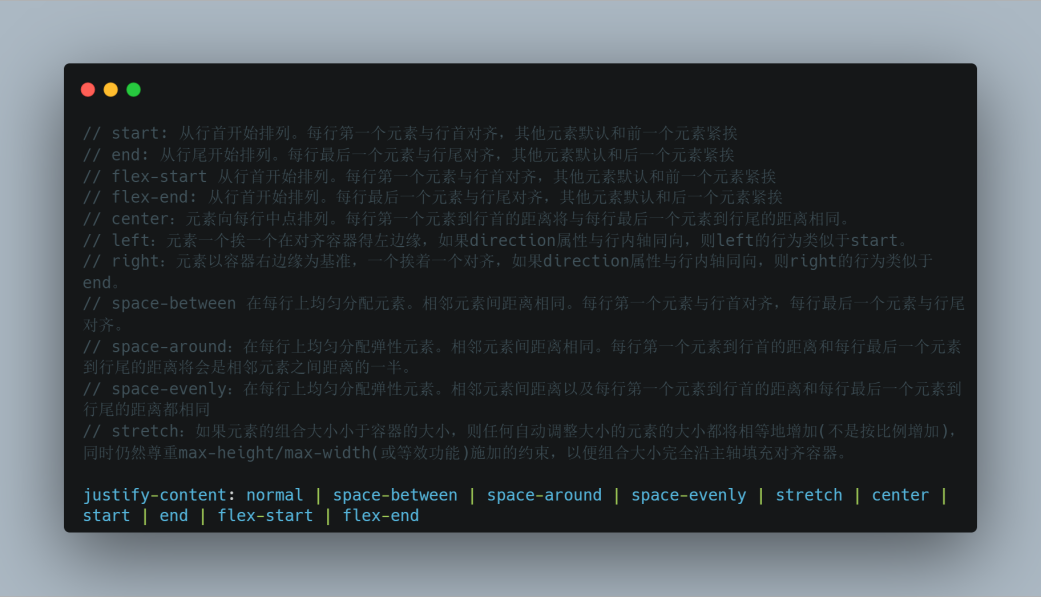 // start: 从行首开始排列。每行第一个元素与行首对齐，其他元素默认和前一个元素紧挨
// end: 从行尾开始排列。每行最后一个元素与行尾对齐，其他元素默认和后一个元素紧挨
// flex-start 从行首开始排列。每行第一个元素与行首对齐，其他元素默认和前一个元素紧挨
// flex-end: 从行首开始排列。每行最后一个元素与行尾对齐，其他元素默认和后一个元素紧挨
// center：元素向每行中点排列。每行第一个元素到行首的距离将与每行最后一个元素到行尾的距离相同。
// left：元素一个挨一个在对齐容器得左边缘，如果direction属性与行内轴同向，则left的行为类似于start。
// right：元素以容器右边缘为基准，一个挨着一个对齐，如果direction属性与行内轴同向，则right的行为类似于
end。
// space-between 在每行上均匀分配元素。相邻元素间距离相同。每行第一个元素与行首对齐，每行最后一个元素与行尾
对齐。
// space-around：在每行上均匀分配弹性元素。相邻元素间距离相同。每行第一个元素到行首的距离和每行最后一个元素
到行尾的距离将会是相邻元素之间距离的一半。
// space-evenly：在每行上均匀分配弹性元素。相邻元素间距离以及每行第一个元素到行首的距离和每行最后一个元素到
行尾的距离都相同
// stretch：如果元素的组合大小小于容器的大小，则任何自动调整大小的元素的大小都将相等地增加(不是按比例增加)，
同时仍然尊重max-height/max-width(或等效功能)施加的约束，以便组合大小完全沿主轴填充对齐容器。
justify-content: normal | space-between | space-around | space-evenly | stretch | center |
start | end | flex-start | flex-end